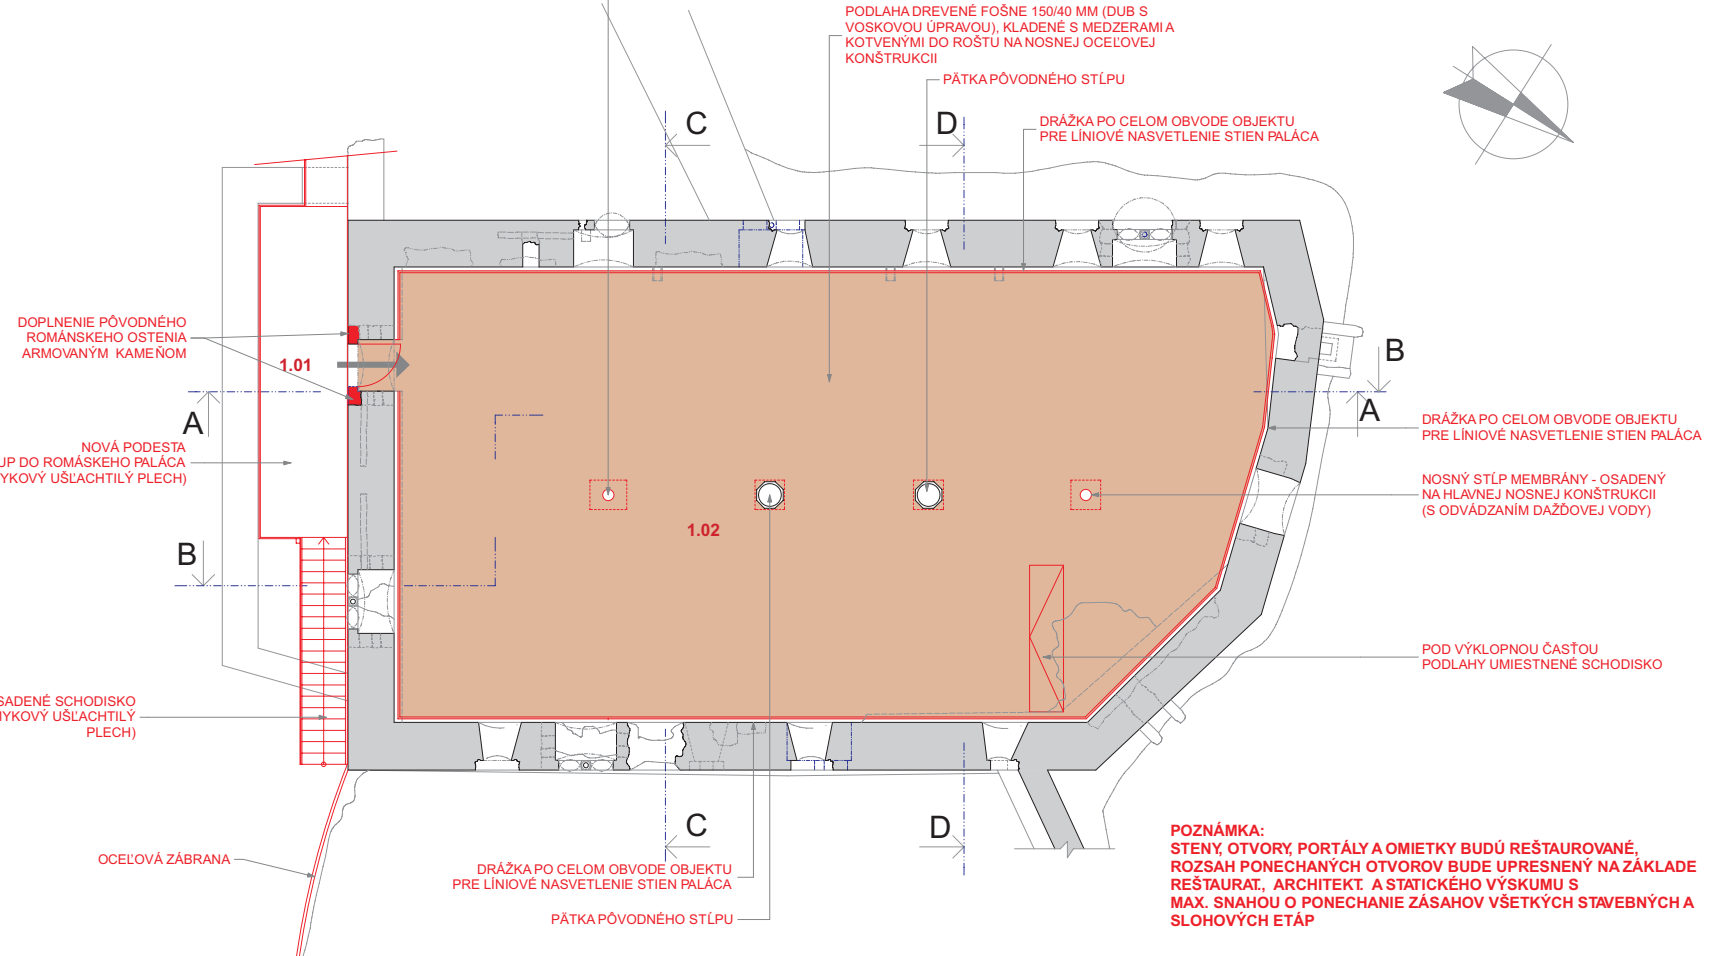 PODLAHA DREVENÉ FOŠNE 150/40 MM (DUB S
VOSKOVOU ÚPRAVOU), KLADENÉ S MEDZERAMI A
KOTVENÝMI DO ROŠTU NA NOSNEJ OCEĽOVEJ
KONŠTRUKCII
PÄTKA PÔVODNÉHO STĹPU
C
D
DRÁŽKA PO CELOM OBVODE OBJEKTU
PRE LÍNIOVÉ NASVETLENIE STIEN PALÁCA
DOPLNENIE PÔVODNÉHO
ROMÁNSKEHO OSTENIA
ARMOVANÝM KAMEŇOM
1.01
B
A
A
DRÁŽKA PO CELOM OBVODE OBJEKTU
PRE LÍNIOVÉ NASVETLENIE STIEN PALÁCA
NOVÁ PODESTA
UP DO ROMÁSKEHO PALÁCA
YKOVÝ UŠĽACHTILÝ PLECH)
NOSNÝ STĹP MEMBRÁNY - OSADENÝ
NA HLAVNEJ NOSNEJ KONŠTRUKCII
(S ODVÁDZANÍM DAŽĎOVEJ VODY)
1.02
B
POD VÝKLOPNOU ČASŤOU
PODLAHY UMIESTNENÉ SCHODISKO
SADENÉ SCHODISKO
NYKOVÝ UŠĽACHTILÝ
PLECH)
C
D
OCEĽOVÁ ZÁBRANA
DRÁŽKA PO CELOM OBVODE OBJEKTU
PRE LÍNIOVÉ NASVETLENIE STIEN PALÁCA
PÄTKA PÔVODNÉHO STĹPU
POZNÁMKA:
STENY, OTVORY, PORTÁLY A OMIETKY BUDÚ REŠTAUROVANÉ,
ROZSAH PONECHANÝCH OTVOROV BUDE UPRESNENÝ NA ZÁKLADE
REŠTAURAT., ARCHITEKT. A STATICKÉHO VÝSKUMU S
MAX. SNAHOU O PONECHANIE ZÁSAHOV VŠETKÝCH STAVEBNÝCH A
SLOHOVÝCH ETÁP